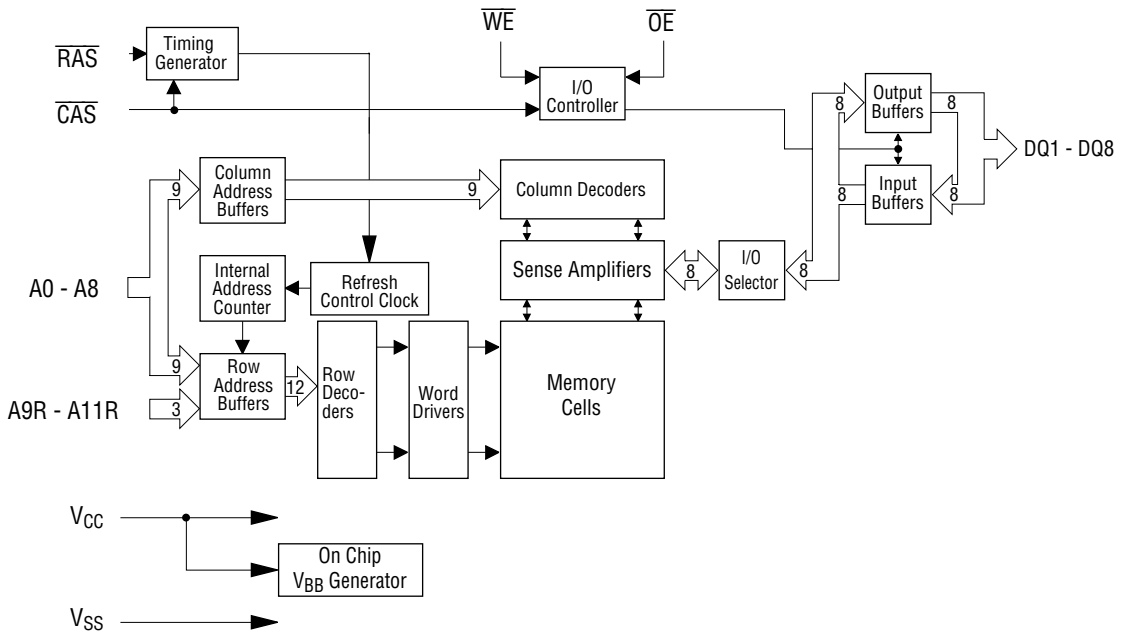 RAS
Timing
Generator
WE
OE
CAS
I/O
Controller
Output
Buffers
8
8
DQ1 - DQ8
Input
Buffers
8
8
Column
Address
Buffers
9
9
Column Decoders
A0 - A8
Internal
Address
Counter
Refresh
Control Clock
Sense Amplifiers
8
I/O
Selector
8
9
Row
Address
Buffers
12
Row
Deco-
ders
Word
Drivers
Memory
Cells
A9R - A11R
3
VCC
On Chip
VBB Generator
VSS